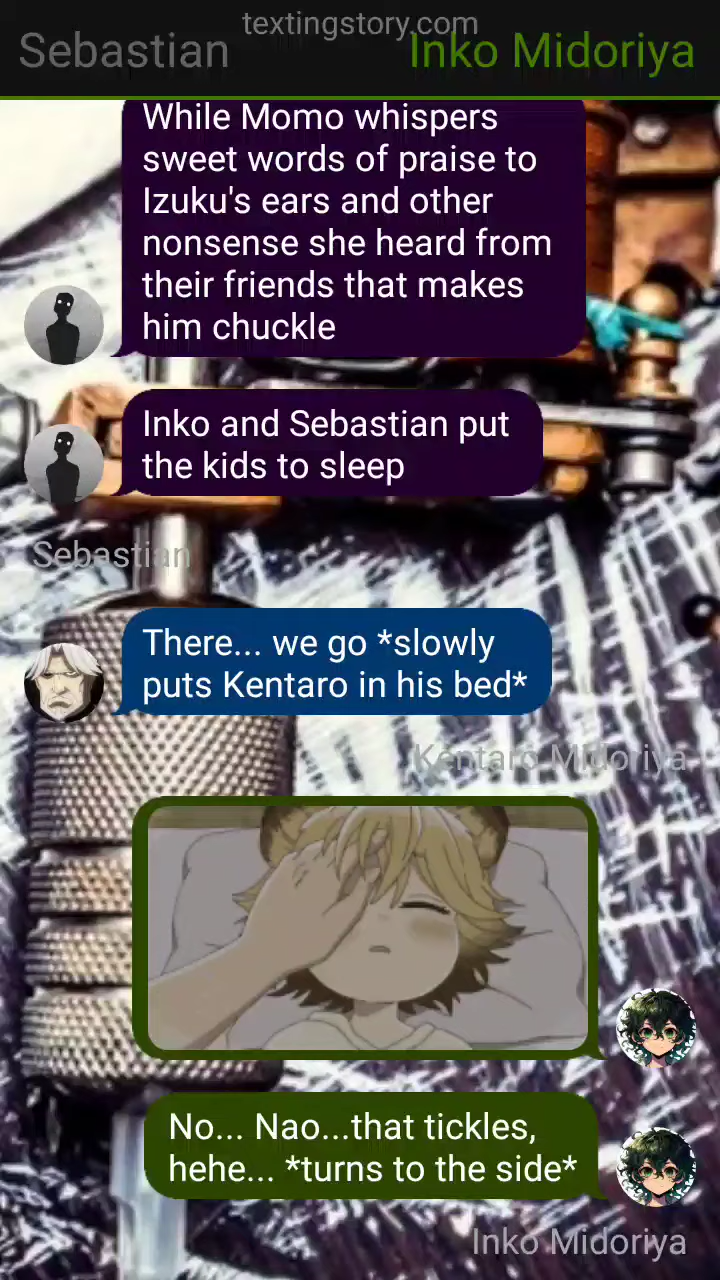 textingstory.com
Sebastian
Inko Midoriya
While Momo whispers
sweet words of praise to
Izuku's ears and other
nonsense she heard from
their friends that makes
him chuckle
Inko and Sebastian put
the kids to sleep
Sebastian
There... we go *slowly
puts Kentaro in his bed*
Kentaro Midoriya
No... Nao...that tickles,
hehe... *turns to the side*
Inko Midoriya